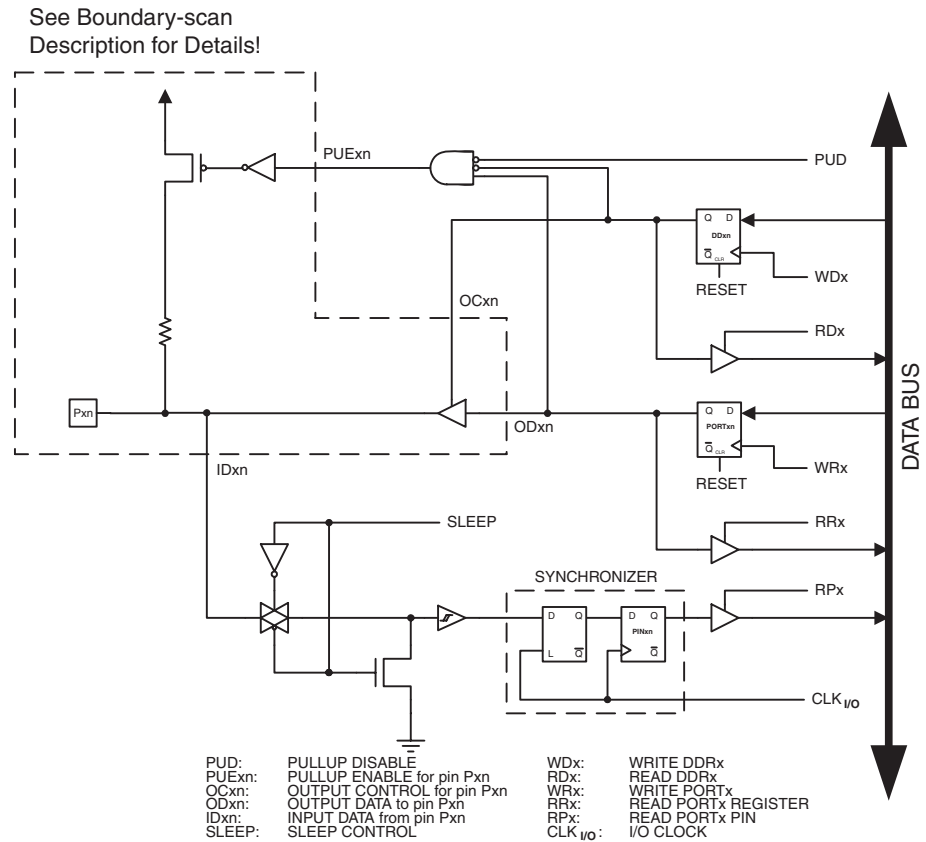 See Boundary-scan
Description for Details!
PUExn
PUD
Q D
DDxn
Q
CLR
WDx
RESET
OCxn
RDx
Pxn
ODxn
Q D
PORTxn
Q
CLR
WRx
RESET
IDxn
DATA BUS
SLEEP
RRx
SYNCHRONIZER
RPx
D Q
L Q
D Q
PINxn
Q
CLK I/O
PUD: PULLUP DISABLE
PUExn: PULLUP ENABLE for pin Pxn
OCxn: OUTPUT CONTROL for pin Pxn
ODxn: OUTPUT DATA to pin Pxn
IDxn: INPUT DATA from pin Pxn
SLEEP: SLEEP CONTROL
WDx: WRITE DDRx
RDx: READ DDRx
WRx: WRITE PORTx
RRx: READ PORTx REGISTER
RPx: READ PORTx PIN
CLK I/O: I/O CLOCK